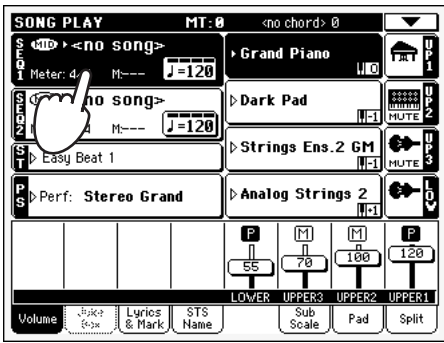 SONG PLAY MT:0 <no chord> 0
SEQ1 MID <no song>
Meter: 4 M:--- ♩=120
Grand Piano 0 UP1
SEQ2 <no song>
M:--- ♩=120
Dark Pad -1 MUTE UP2
ST Easy Beat 1
Strings Ens.2 GM -1 MUTE UP3
PS Perf: Stereo Grand
Analog Strings 2 +1 LOW
P M M P
55 70 100 120
LOWER UPPER3 UPPER2 UPPER1
Volume Juke Box Lyrics & Mark STS Name Sub Scale Pad Split